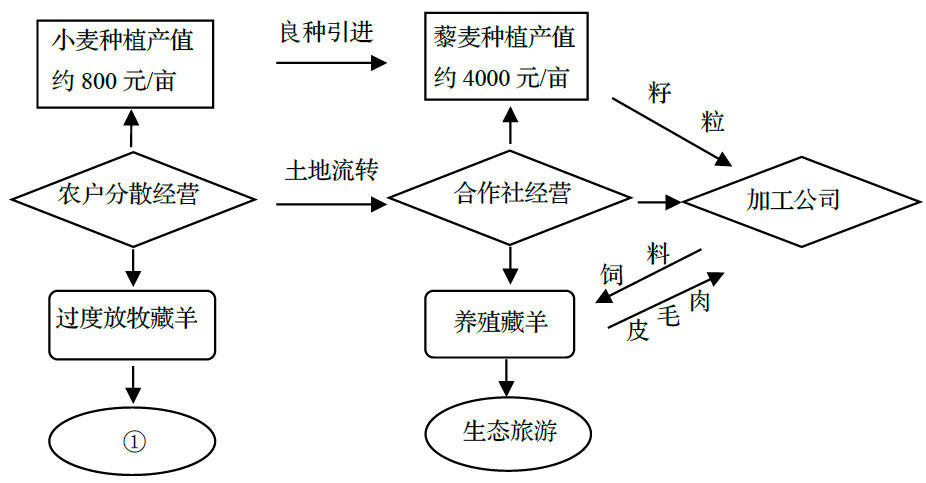 小麦种植产值
约 800 元/亩
良种引进
藜麦种植产值
约 4000 元/亩
籽
粒
农户分散经营
土地流转
合作社经营
加工公司
饲
料
过度放牧藏羊
养殖藏羊
皮
毛
肉
①
生态旅游